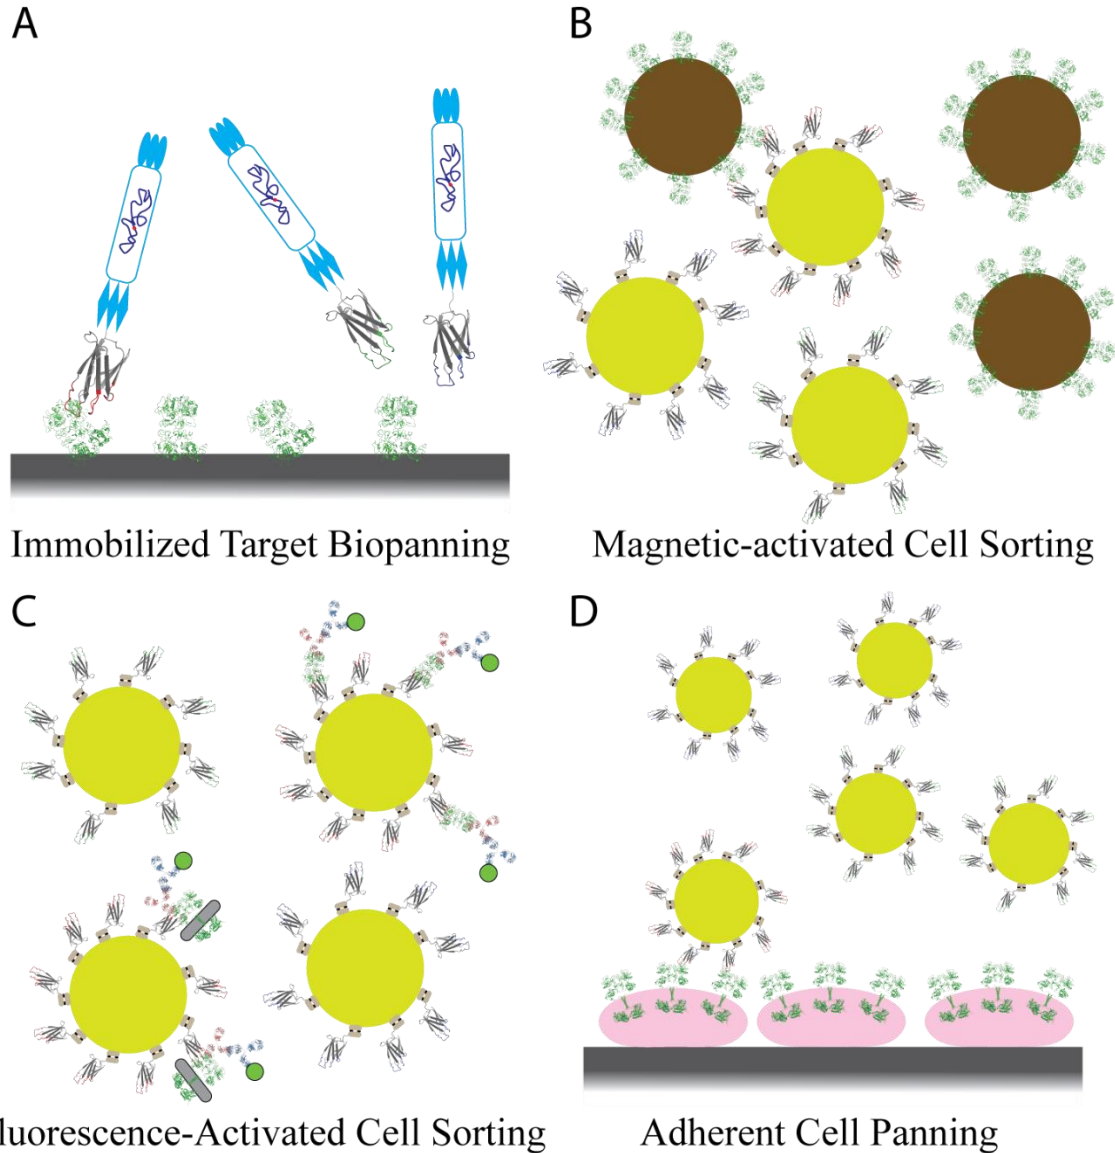 A
B
Immobilized Target Biopanning
Magnetic-activated Cell Sorting
C
D
luorescence-Activated Cell Sorting
Adherent Cell Panning